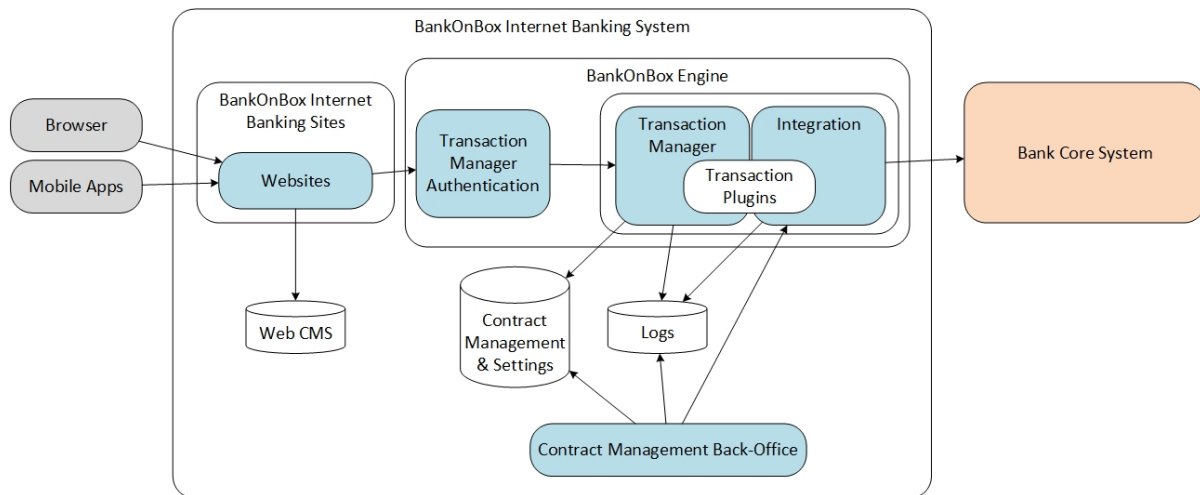 BankOnBox Internet Banking System
BankOnBox Engine
BankOnBox Internet
Banking Sites
Browser
Mobile Apps
Websites
Transaction
Manager
Authentication
Transaction
Manager
Integration
Transaction
Plugins
Bank Core System
Web CMS
Contract
Management
& Settings
Logs
Contract Management Back-Office